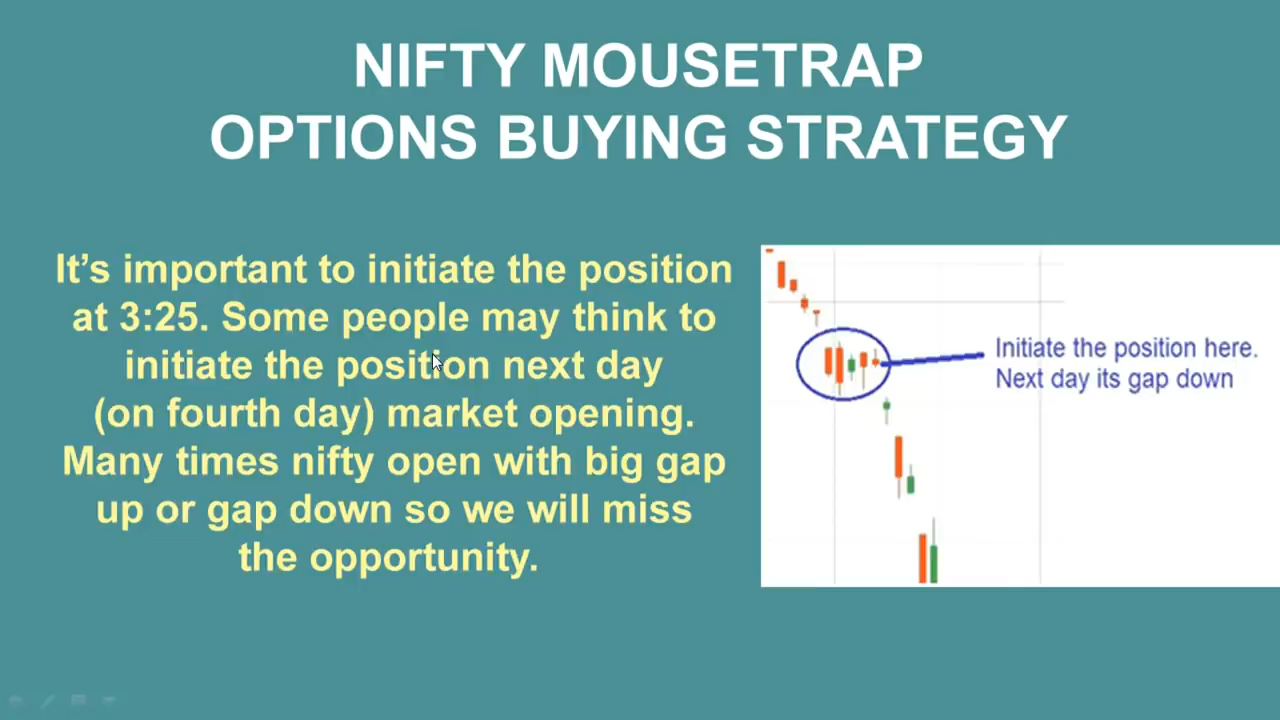 NIFTY MOUSETRAP
OPTIONS BUYING STRATEGY
It's important to initiate the position
at 3:25. Some people may think to
initiate the position next day
(on fourth day) market opening.
Many times nifty open with big gap
up or gap down so we will miss
the opportunity.
Initiate the position here.
Next day its gap down